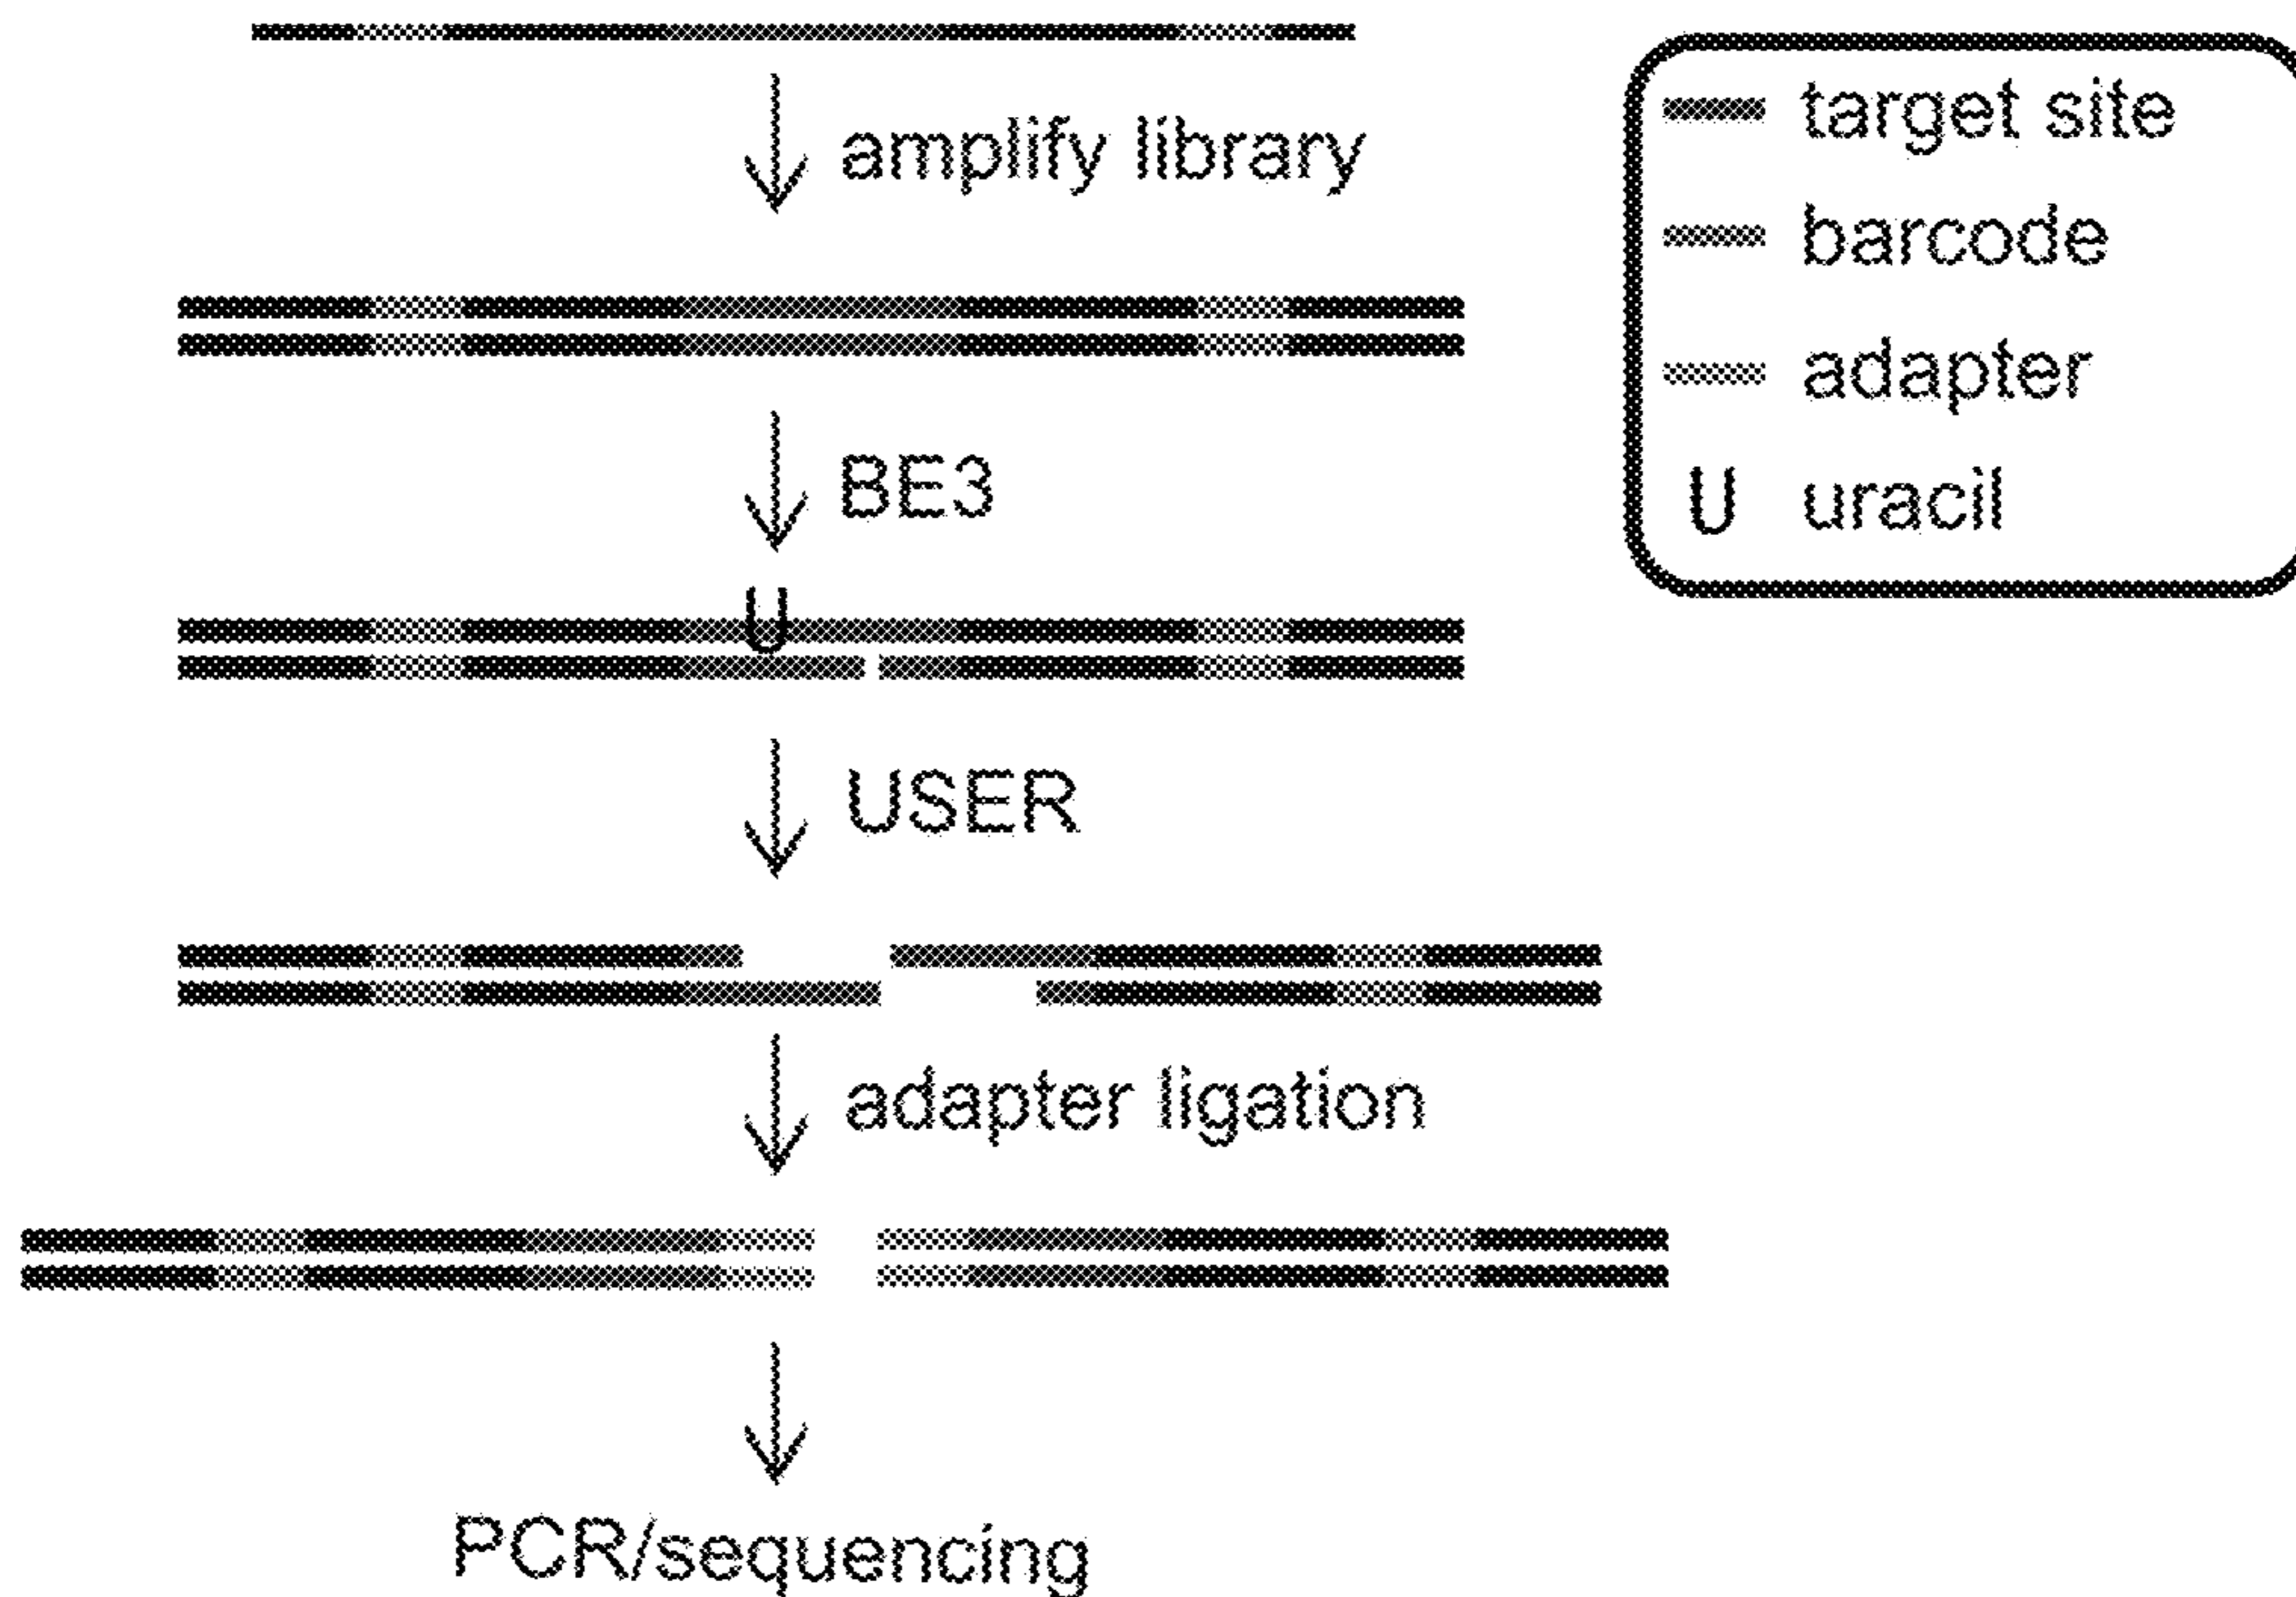 amplify library
target site
barcode
adapter
U uracil
BE3
U
USER
adapter ligation
PCR/sequencing